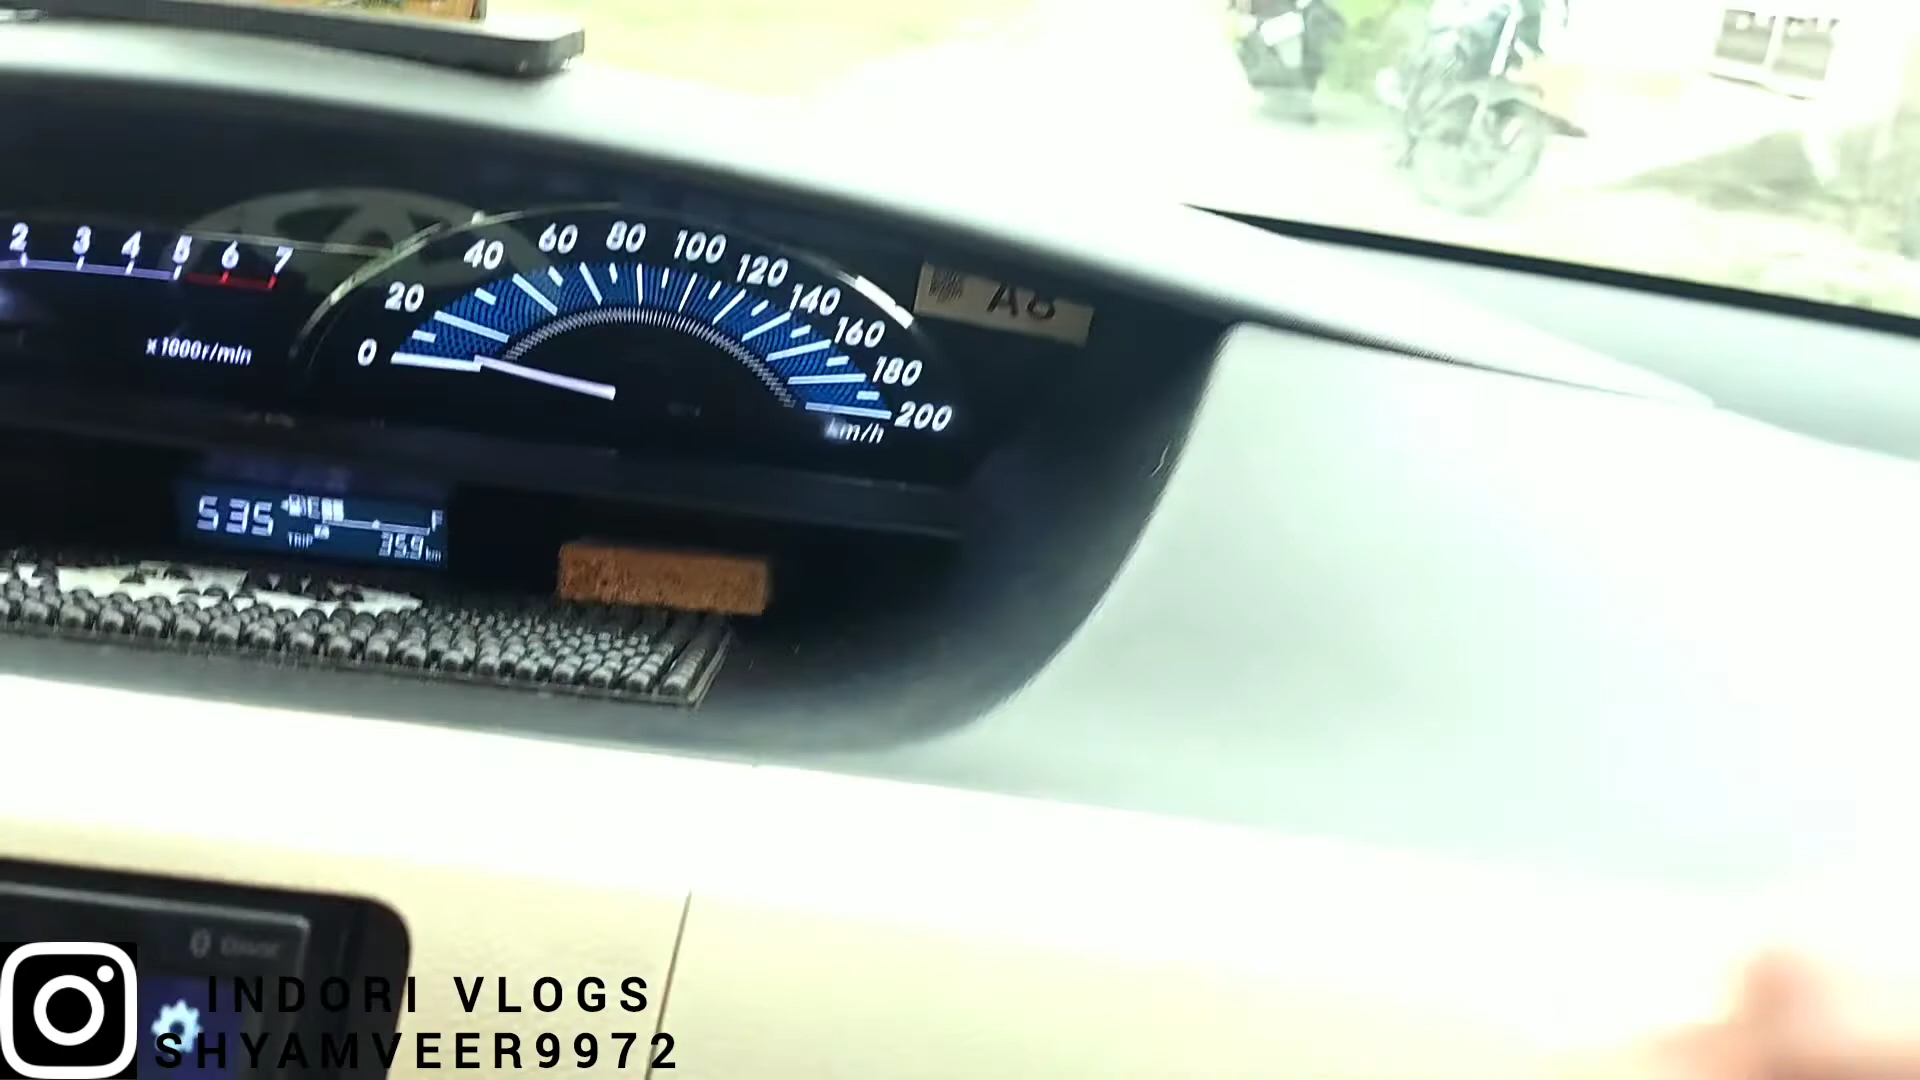 2 3 4 5 6 7
x1000r/min
0 20 40 60 80 100 120 140 160 180 200
km/h
A8
535 E F
TRIP A 35.9 km
INDORI VLOGS
SHYAMVEER9972